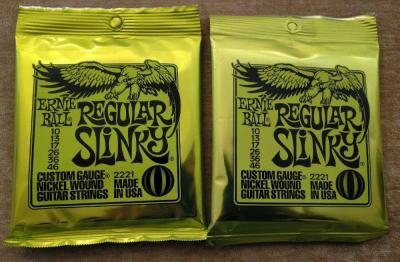 ERNIE
BALL
REGULAR
SLINKY®
10
13
17
26
36
46
CUSTOM GAUGE®
NICKEL WOUND
GUITAR STRINGS
2221
MADE
IN USA
ERNIE
BALL
REGULAR
SLINKY®
10
13
17
26
36
46
CUSTOM GAUGE®
NICKEL WOUND
GUITAR STRINGS
2221
MADE
IN USA